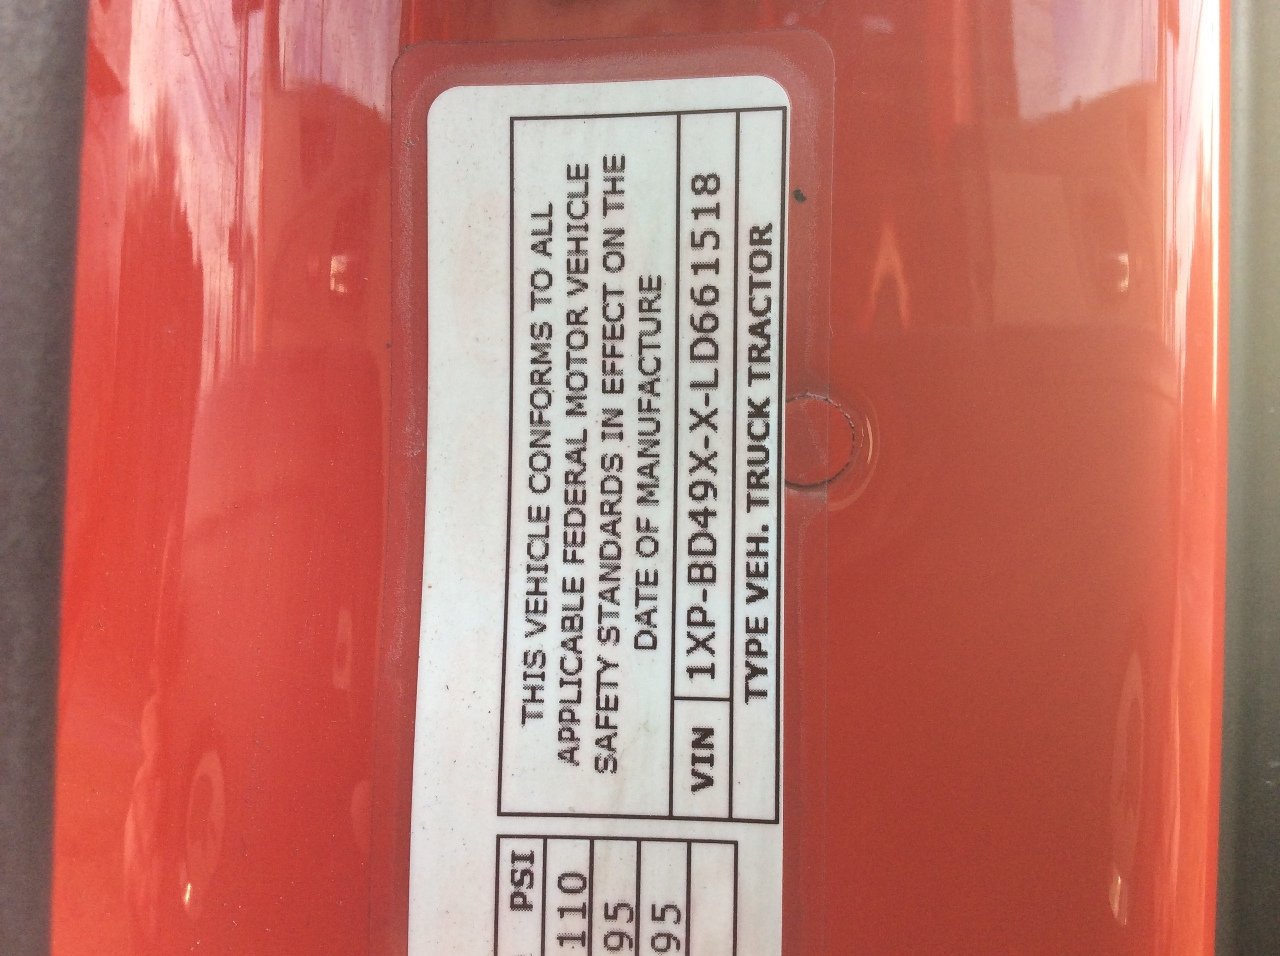 THIS VEHICLE CONFORMS TO ALL
APPLICABLE FEDERAL MOTOR VEHICLE
SAFETY STANDARDS IN EFFECT ON THE
DATE OF MANUFACTURE
VIN 1XP-BD49X-X-LD661518
TYPE VEH. TRUCK TRACTOR
PSI
110
95
95